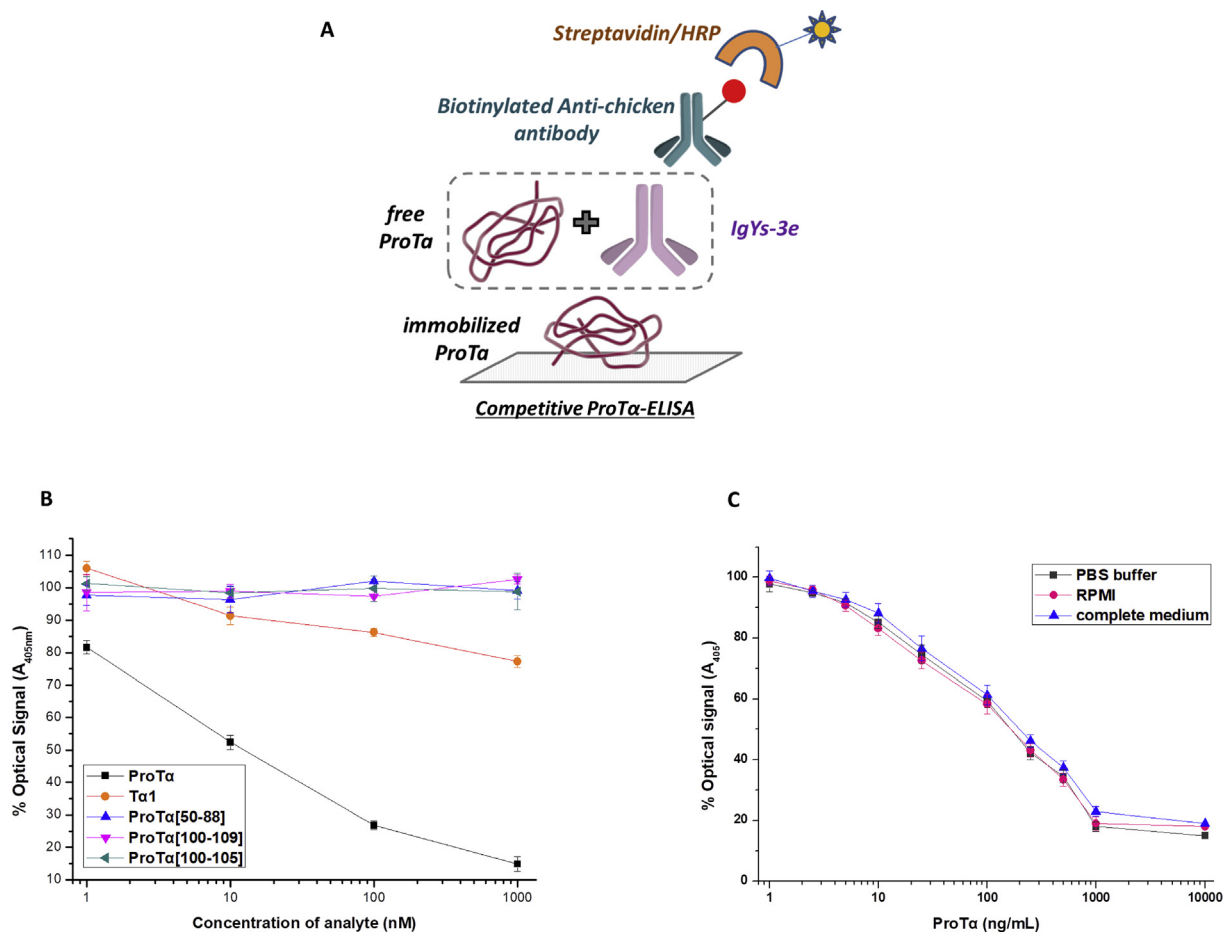 A
Streptavidin/HRP
Biotinylated Anti-chicken
antibody
free
ProTa
IgYs-3e
immobilized
ProTa
Competitive ProTα-ELISA
B
% Optical Signal (A405nm)
110
100
90
80
70
60
50
40
30
20
10
ProTα
Tα1
ProTα[50-88]
ProTα[100-109]
ProTα[100-105]
1
10
100
1000
Concentration of analyte (nM)
C
% Optical signal (A405)
100
80
60
40
20
0
PBS buffer
RPMI
complete medium
1
10
100
1000
10000
ProTα (ng/mL)